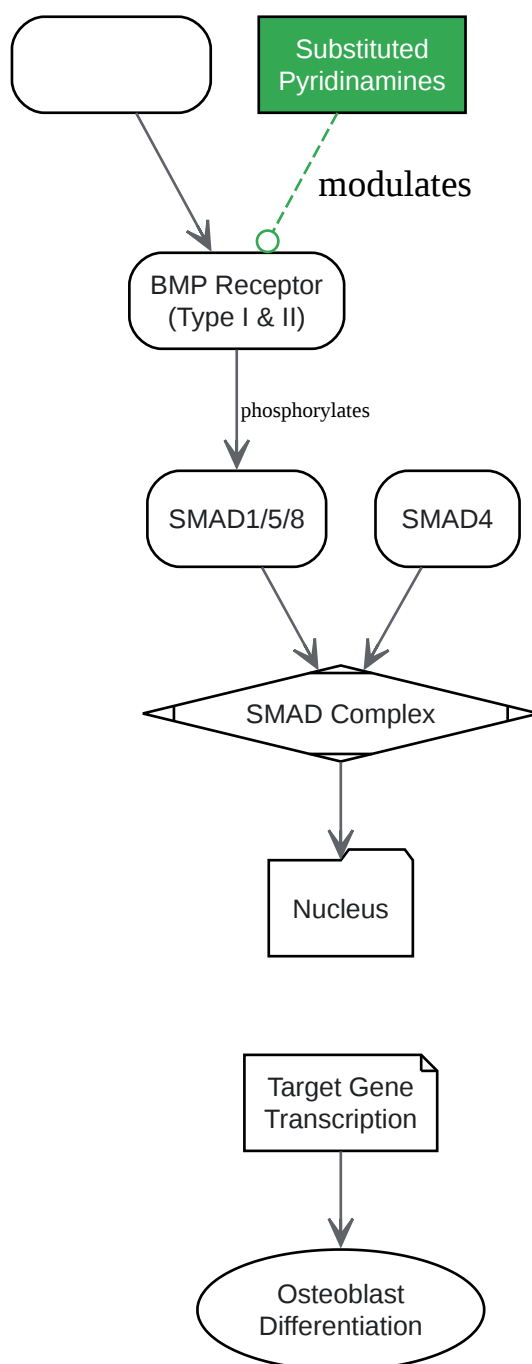 Substituted
Pyridinamines
modulates
BMP Receptor
(Type I & II)
phosphorylates
SMAD1/5/8
SMAD4
SMAD Complex
Nucleus
Target Gene
Transcription
Osteoblast
Differentiation